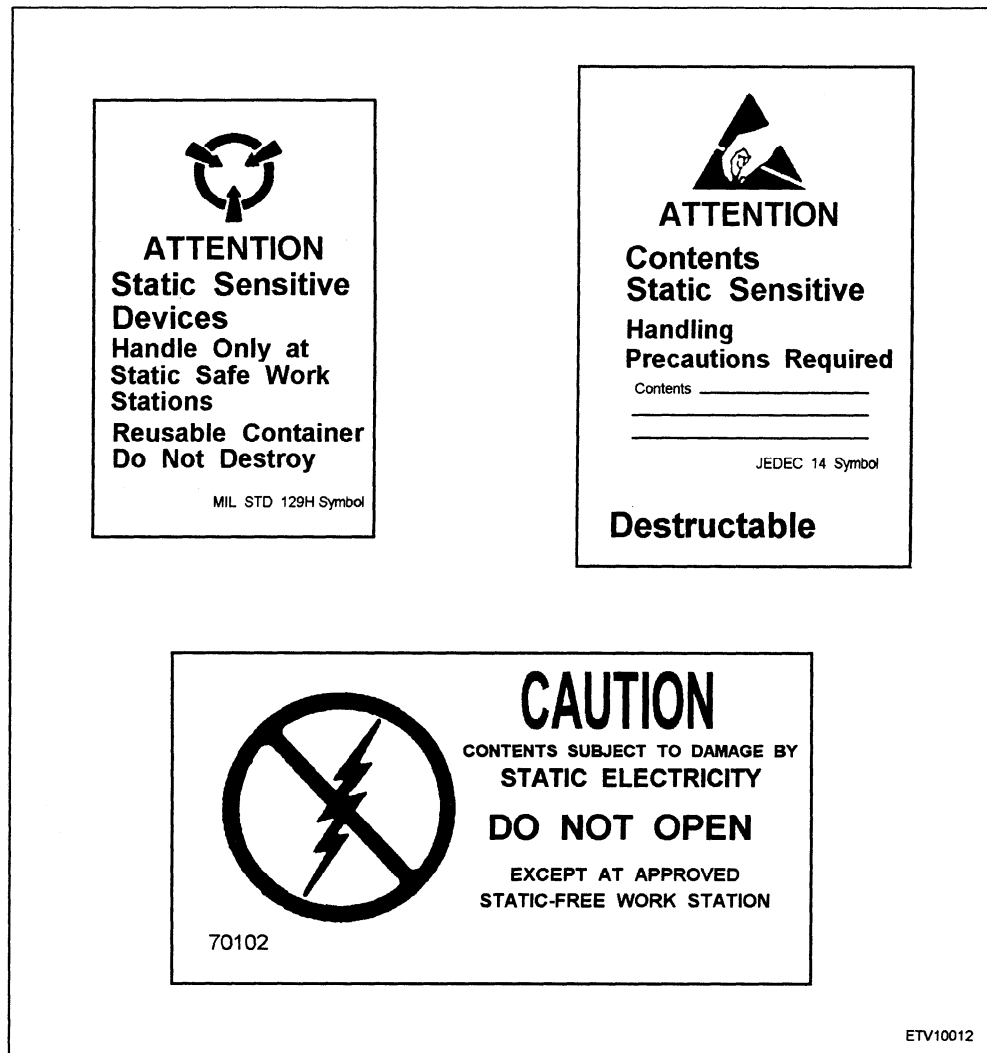 ATTENTION
Static Sensitive
Devices
Handle Only at
Static Safe Work
Stations
Reusable Container
Do Not Destroy
MIL STD 129H Symbol
ATTENTION
Contents
Static Sensitive
Handling
Precautions Required
Contents
JEDEC 14 Symbol
Destructable
CAUTION
CONTENTS SUBJECT TO DAMAGE BY
STATIC ELECTRICITY
DO NOT OPEN
EXCEPT AT APPROVED
STATIC-FREE WORK STATION
70102
ETV10012